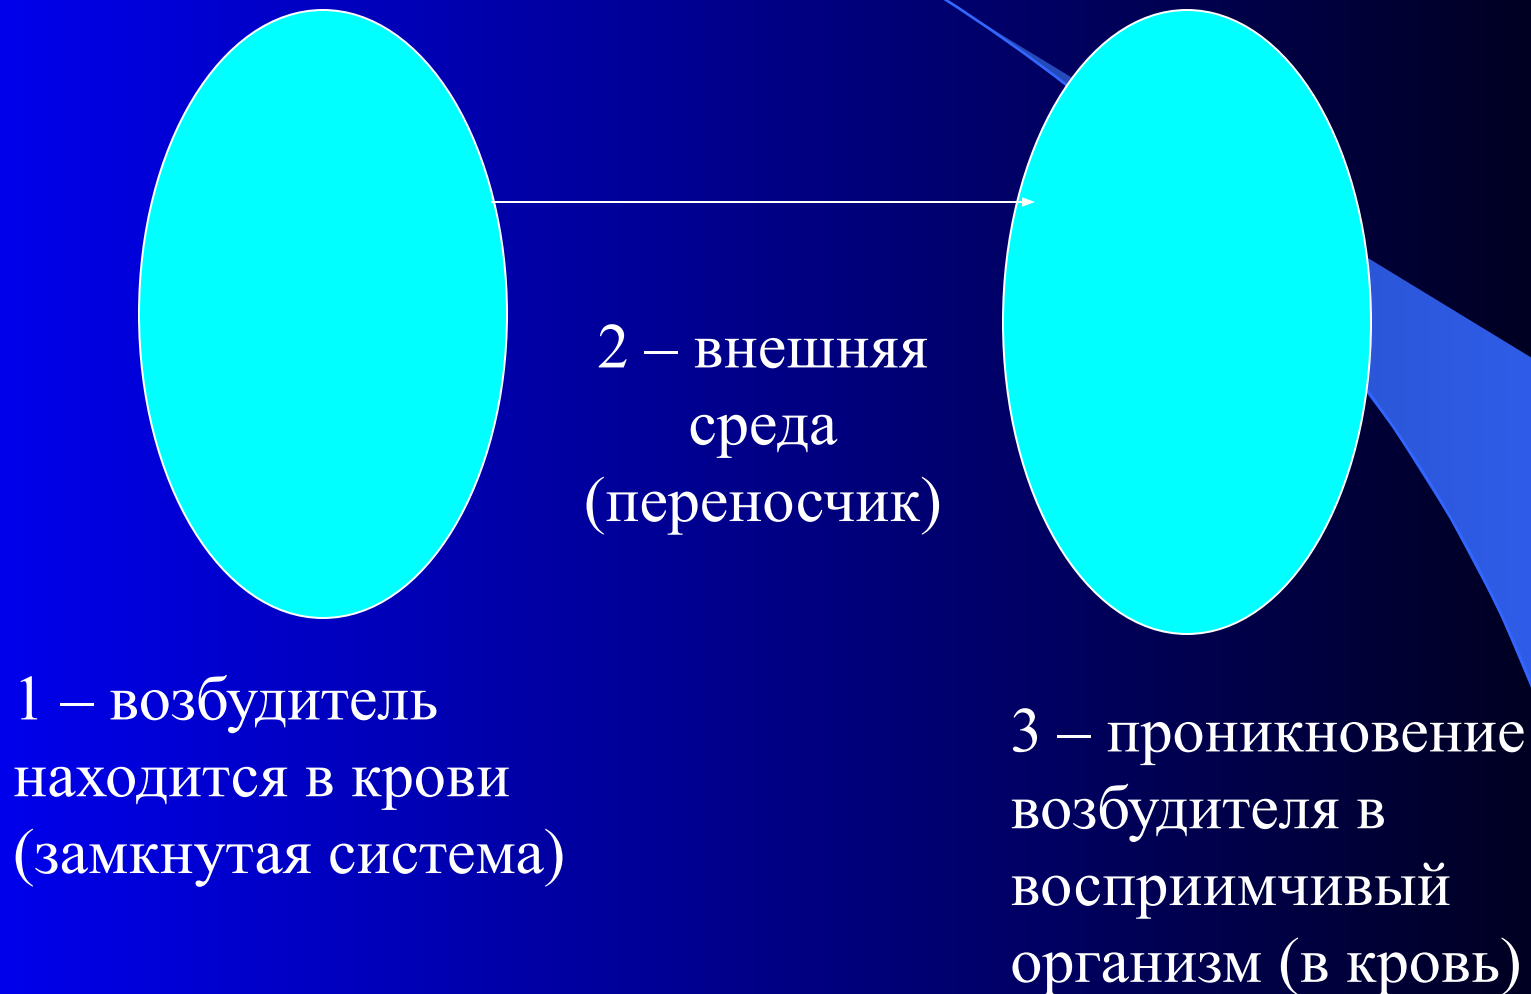 2 – внешняя
среда
(переносчик)
1 – возбудитель
находится в крови
(замкнутая система)
3 – проникновение
возбудителя в
восприимчивый
организм (в кровь)